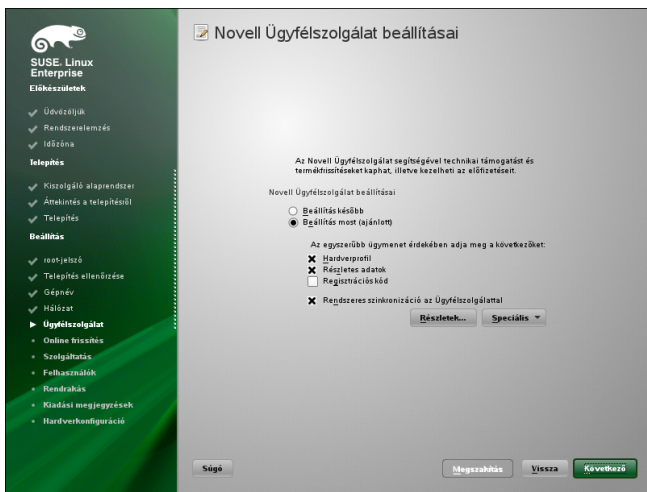 SUSE. Linux
Enterprise
Előkészületek
Üdvözöljük
Rendszerelemzés
Időzóna
Telepítés
Kiszolgáló alaprendszer
Áttekintés a telepítésről
Telepítés
Beállítás
root-jelszó
Telepítés ellenőrzése
Gépnév
Hálózat
Ügyfélszolgálat
Online frissítés
Szolgáltatás
Felhasználók
Rendrakás
Kiadási megjegyzések
Hardverkonfiguráció
Novell Ügyfélszolgálat beállításai
Az Novell Ügyfélszolgálat segítségével technikai támogatást és
termékfrissítéseket kaphat, illetve kezelheti az előfizetéseit.
Novell Ügyfélszolgálat beállításai
Beállítás később
Beállítás most (ajánlott)
Az egyszerűbb ügymenet érdekében adja meg a következőket:
Hardverprofil
Részletes adatok
Regisztrációs kód
Rendszeres szinkronizáció az Ügyfélszolgálattal
Részletek...
Speciális
Súgó
Megszakítás
Vissza
Következő